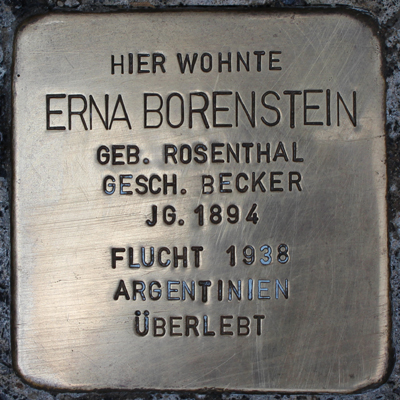 HIER WOHNTE
ERNA BORENSTEIN
GEB. ROSENTHAL
GESCH. BECKER
JG. 1894
FLUCHT 1938
ARGENTINIEN
ÜBERLEBT